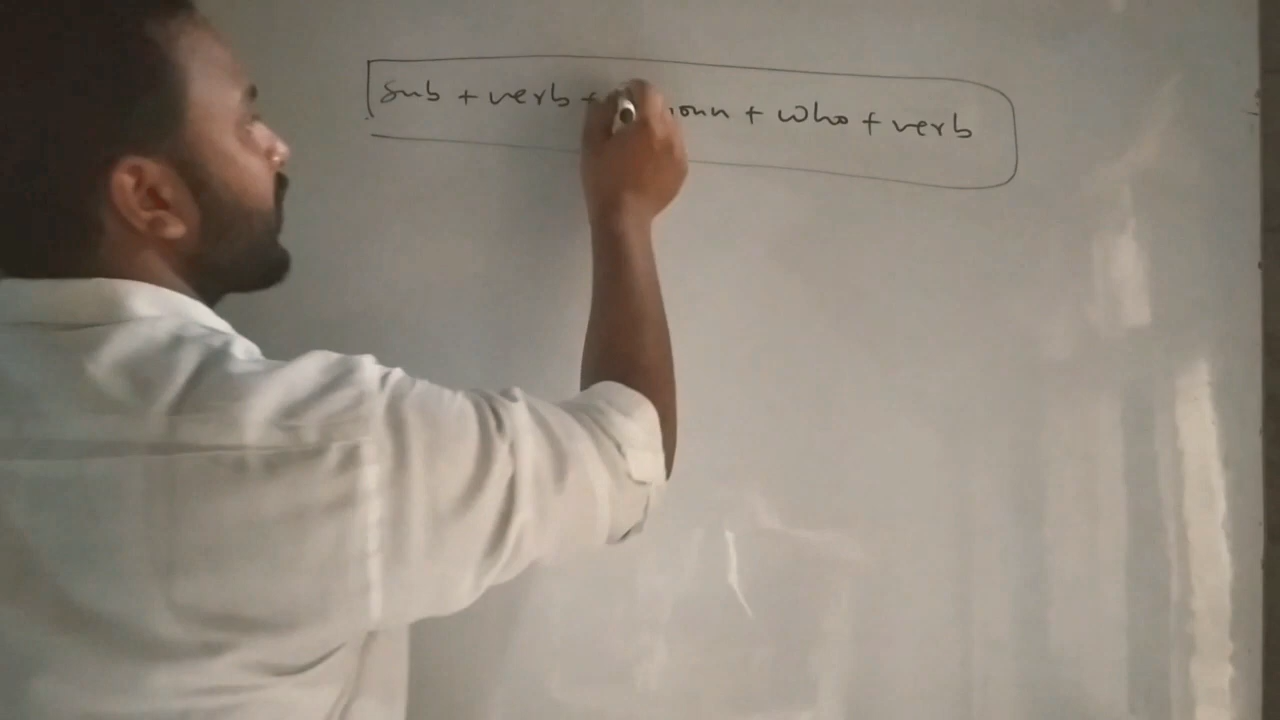 sub + verb + noun + who + verb